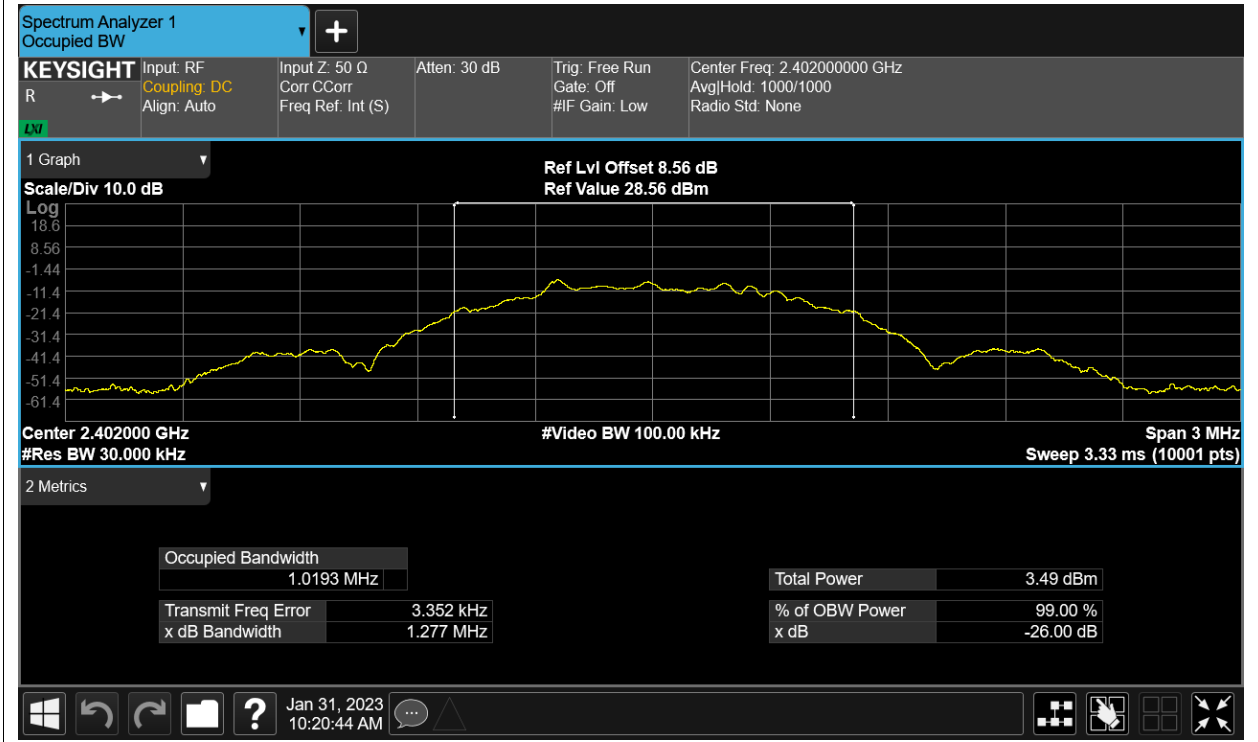 Spectrum Analyzer 1
Occupied BW
KEYSIGHT
R
LXI
Input: RF
Coupling: DC
Align: Auto
Input Z: 50 Ω
Corr CCorr
Freq Ref: Int (S)
Atten: 30 dB
Trig: Free Run
Gate: Off
#IF Gain: Low
Center Freq: 2.402000000 GHz
Avg|Hold: 1000/1000
Radio Std: None
1 Graph
Scale/Div 10.0 dB
Ref Lvl Offset 8.56 dB
Ref Value 28.56 dBm
Log
18.6
8.56
-1.44
-11.4
-21.4
-31.4
-41.4
-51.4
-61.4
Center 2.402000 GHz
#Video BW 100.00 kHz
Span 3 MHz
#Res BW 30.000 kHz
Sweep 3.33 ms (10001 pts)
2 Metrics
Occupied Bandwidth
1.0193 MHz
Total Power 3.49 dBm
Transmit Freq Error 3.352 kHz
% of OBW Power 99.00 %
x dB Bandwidth 1.277 MHz
x dB -26.00 dB
?
Jan 31, 2023
10:20:44 AM